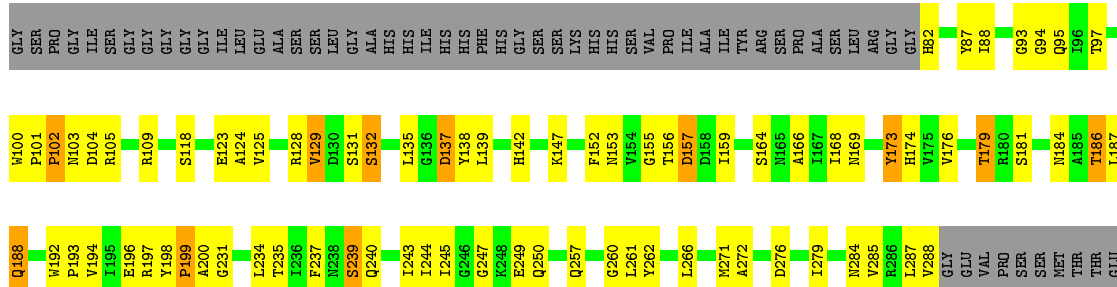 GLY SER PRO GLY ILE SER GLY GLY GLY GLY GLY ILE LEU GLU ALA SER SER LEU GLY ALA HIS HIS ILE HIS HIS PHE HIS GLY SER SER LYS HIS HIS SER VAL PRO ILE ALA ILE TYR ARG SER PRO ALA SER LEU ARG GLY GLY H82 Y87 I88 G93 G94 Q95 I96 T97
W100 P101 P102 N103 D104 R105 R109 S118 E123 A124 V125 R128 V129 D130 S131 S132 L135 G136 D137 Y138 L139 H142 K147 F152 N153 V154 G155 T156 D157 D158 I159 S164 N165 A166 I167 I168 N169 Y173 H174 V175 V176 T179 R180 S181 N184 A185 T186 L187
Q188 W192 P193 V194 I195 E196 R197 Y198 P199 A200 G231 L234 T235 I236 F237 N238 S239 Q240 I243 I244 I245 G246 G247 K248 E249 Q250 Q257 G260 L261 Y262 L266 M271 A272 D276 I279 N284 V285 R286 L287 V288 GLY GLU VAL PRO SER SER MET THR THR GLU